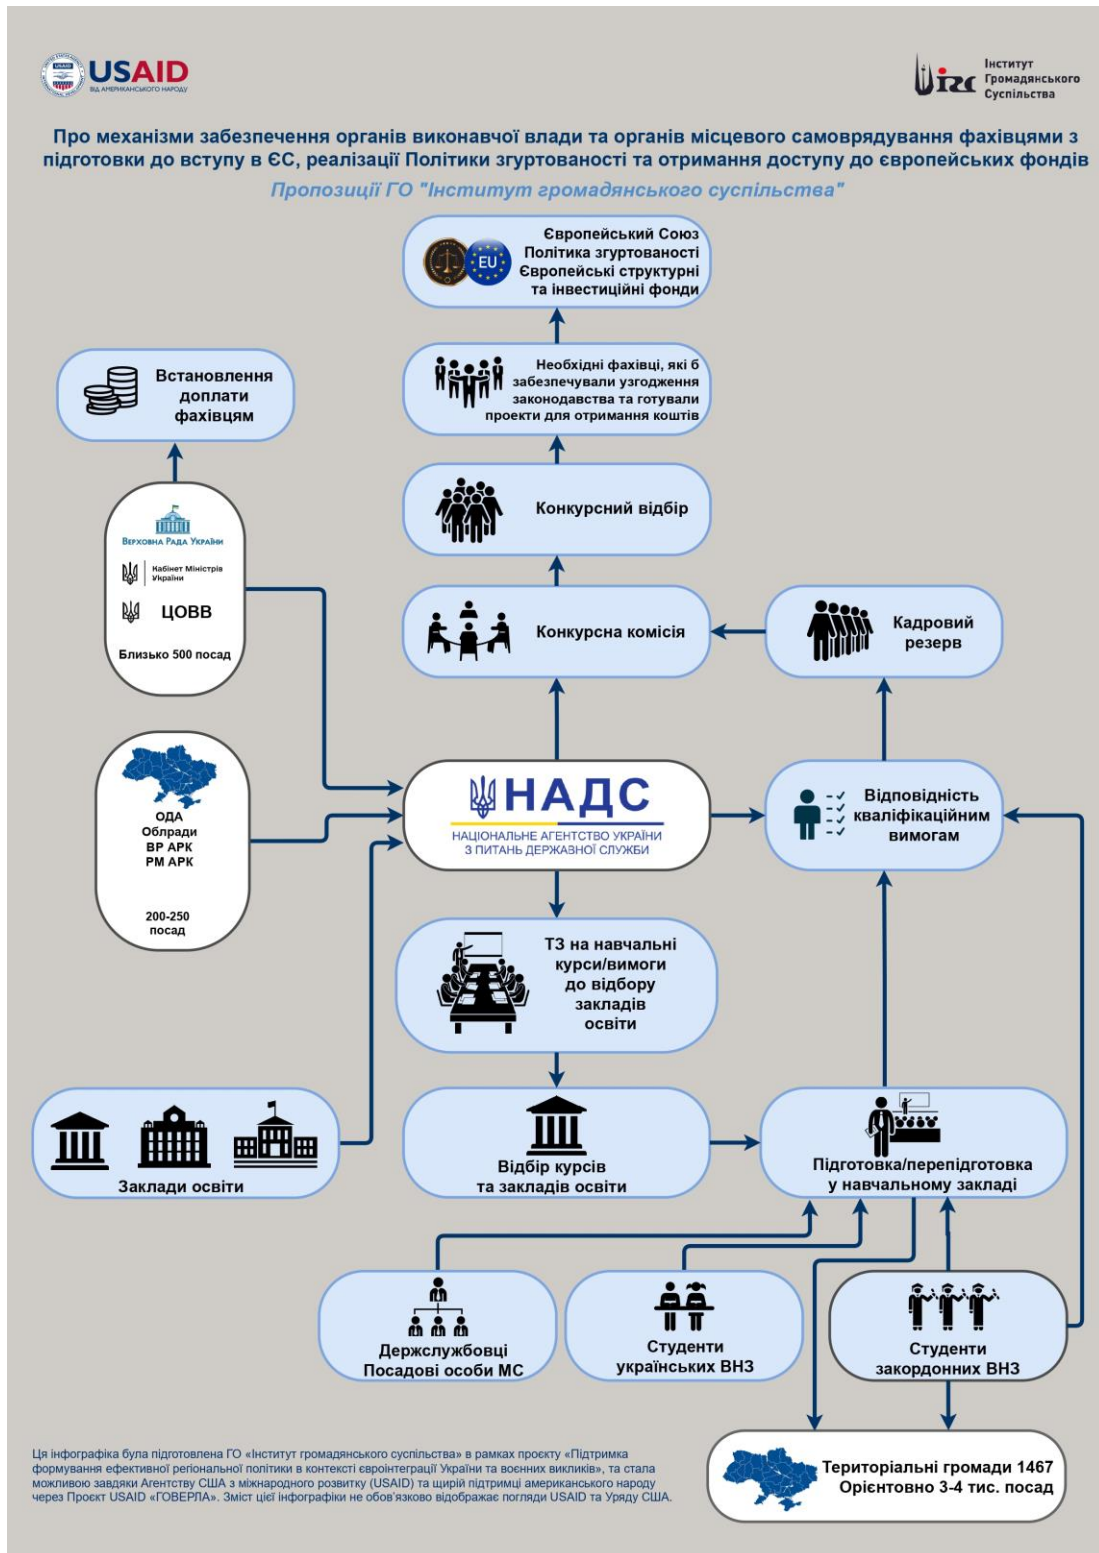 USAID
ВІД АМЕРИКАНСЬКОГО НАРОДУ
ігс
Інститут
Громадянського
Суспільства
Про механізми забезпечення органів виконавчої влади та органів місцевого самоврядування фахівцями з
підготовки до вступу в ЄС, реалізації Політики згуртованості та отримання доступу до європейських фондів
Пропозиції ГО "Інститут громадянського суспільства"
EU
Європейський Союз
Політика згуртованості
Європейські структурні
та інвестиційні фонди
Необхідні фахівці, які б
забезпечували узгодження
законодавства та готували
проекти для отримання коштів
Встановлення
доплати
фахівцям
Верховна Рада України
Кабінет Міністрів
України
ЦОВВ
Близько 500 посад
Конкурсний відбір
Конкурсна комісія
Кадровий
резерв
ОДА
Облради
ВР АРК
РМ АРК
200-250
посад
НАДС
НАЦІОНАЛЬНЕ АГЕНТСТВО УКРАЇНИ
З ПИТАНЬ ДЕРЖАВНОЇ СЛУЖБИ
Відповідність
кваліфікаційним
вимогам
ТЗ на навчальні
курси/вимоги
до відбору
закладів
освіти
Заклади освіти
Відбір курсів
та закладів освіти
Підготовка/перепідготовка
у навчальному закладі
Держслужбовці
Посадові особи МС
Студенти
українських ВНЗ
Студенти
закордонних ВНЗ
Територіальні громади 1467
Орієнтовно 3-4 тис. посад
Ця інфографіка була підготовлена ГО «Інститут громадянського суспільства» в рамках проєкту «Підтримка
формування ефективної регіональної політики в контексті євроінтеграції України та воєнних викликів», та стала
можливою завдяки Агентству США з міжнародного розвитку (USAID) та щирій підтримці американського народу
через Проєкт USAID «ГОВЕРЛА». Зміст цієї інфографіки не обов'язково відображає погляди USAID та Уряду США.